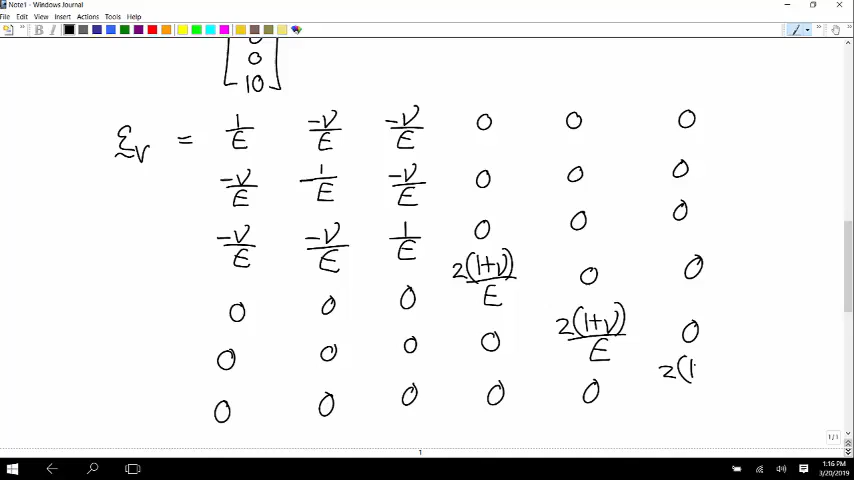 Note1 - Windows Journal
File Edit View Insert Actions Tools Help
B I
0
0
10
ε_v = 1/E -ν/E -ν/E 0 0 0
-ν/E 1/E -ν/E 0 0 0
-ν/E -ν/E 1/E 0 0 0
0 0 0 2(1+ν)/E 0 0
0 0 0 0 2(1+ν)/E 0
0 0 0 0 0 2(1
1/1
1
1:16 PM
3/20/2019